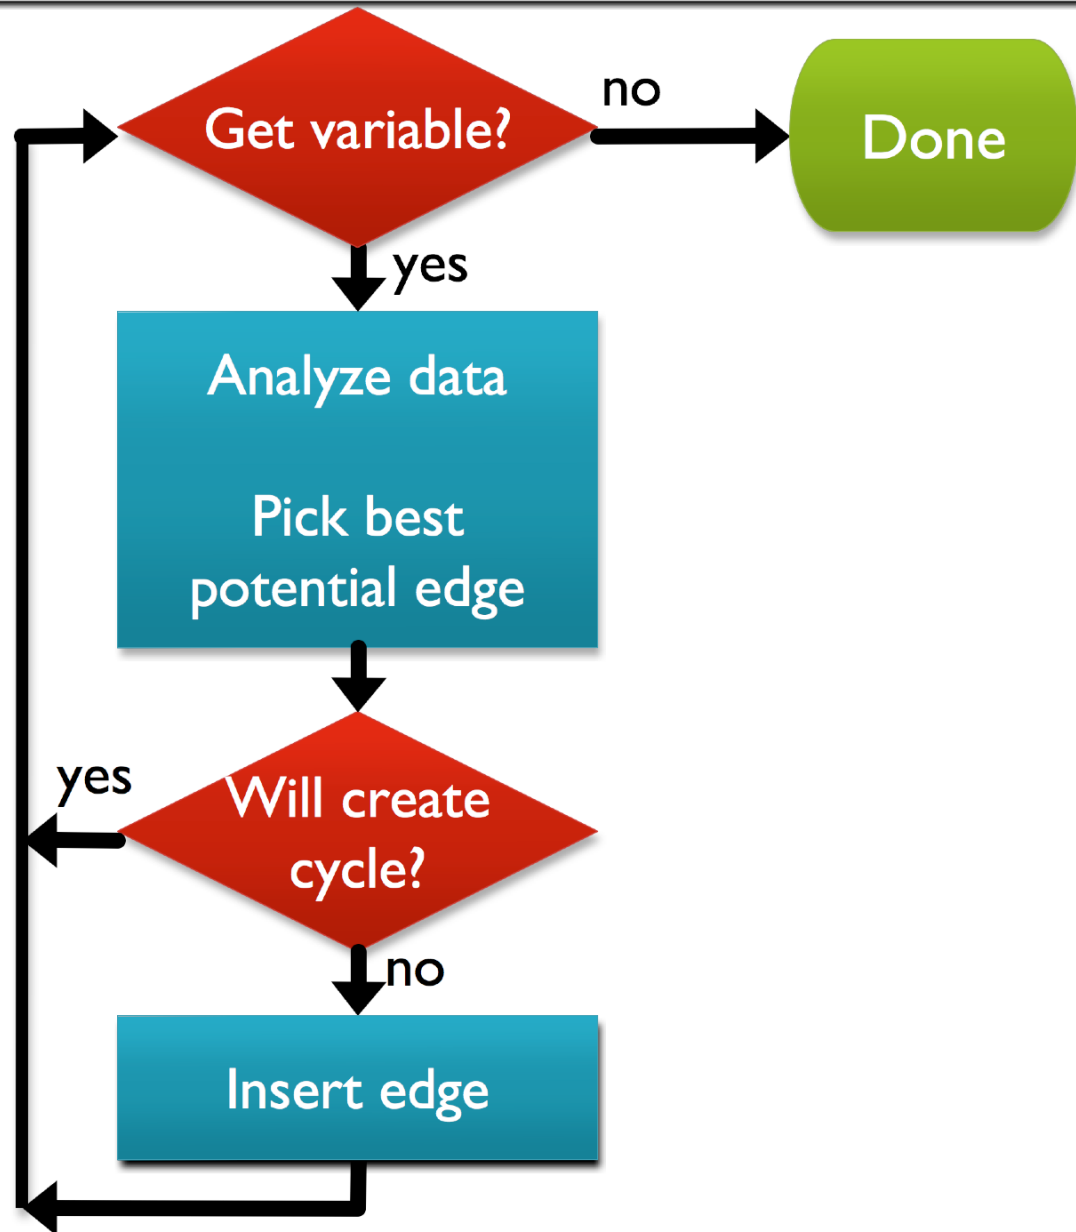 Get variable?
no
Done
yes
Analyze data
Pick best
potential edge
yes
Will create
cycle?
no
Insert edge